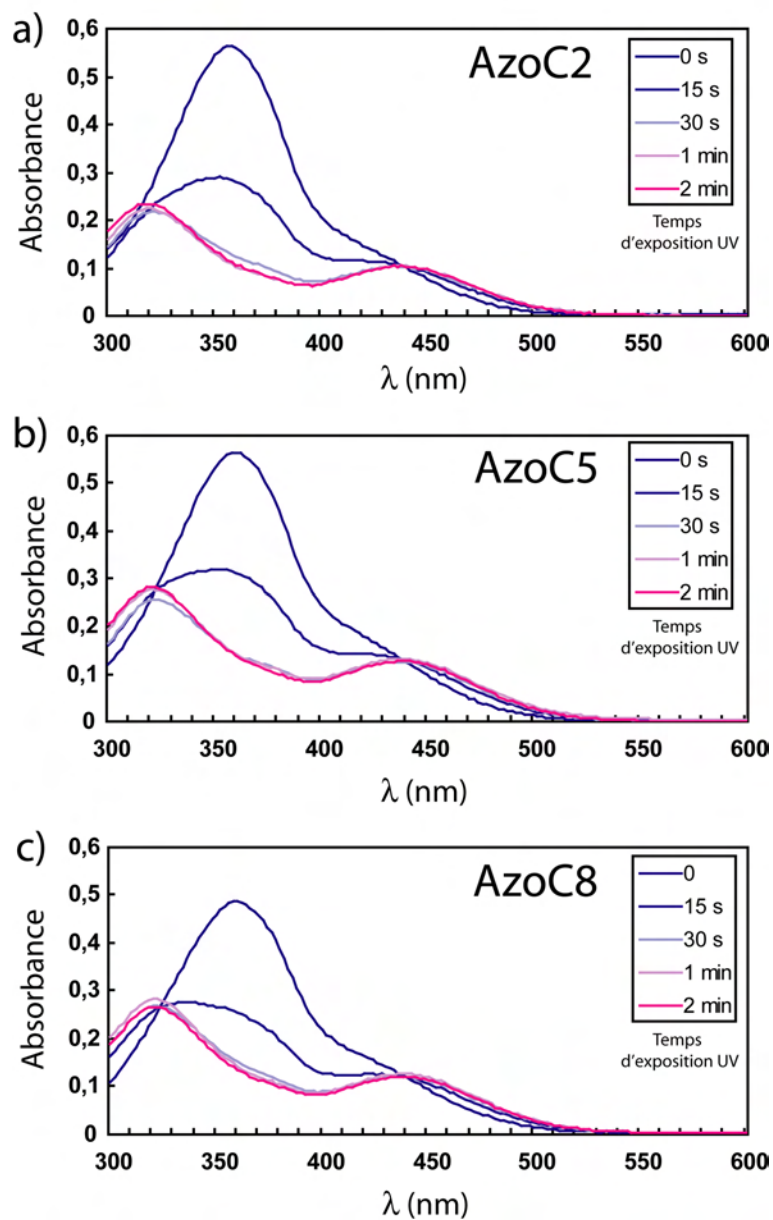 a)
AzoC2
Absorbance
0,6
0,5
0,4
0,3
0,2
0,1
0
300 350 400 450 500 550 600
λ (nm)
0 s
15 s
30 s
1 min
2 min
Temps
d'exposition UV
b)
AzoC5
Absorbance
0,6
0,5
0,4
0,3
0,2
0,1
0
300 350 400 450 500 550 600
λ (nm)
0 s
15 s
30 s
1 min
2 min
Temps
d'exposition UV
c)
AzoC8
Absorbance
0,6
0,5
0,4
0,3
0,2
0,1
0
300 350 400 450 500 550 600
λ (nm)
0
15 s
30 s
1 min
2 min
Temps
d'exposition UV